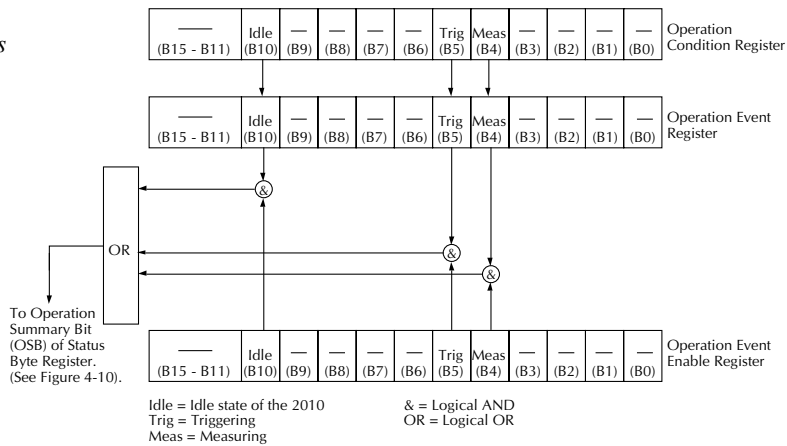 s
Idle Trig Meas
(B15 - B11) (B10) (B9) (B8) (B7) (B6) (B5) (B4) (B3) (B2) (B1) (B0)
Operation
Condition Register
Idle Trig Meas
(B15 - B11) (B10) (B9) (B8) (B7) (B6) (B5) (B4) (B3) (B2) (B1) (B0)
Operation Event
Register
&
OR
&
&
To Operation
Summary Bit
(OSB) of Status
Byte Register.
(See Figure 4-10).
Idle Trig Meas
(B15 - B11) (B10) (B9) (B8) (B7) (B6) (B5) (B4) (B3) (B2) (B1) (B0)
Operation Event
Enable Register
Idle = Idle state of the 2010
Trig = Triggering
Meas = Measuring
& = Logical AND
OR = Logical OR